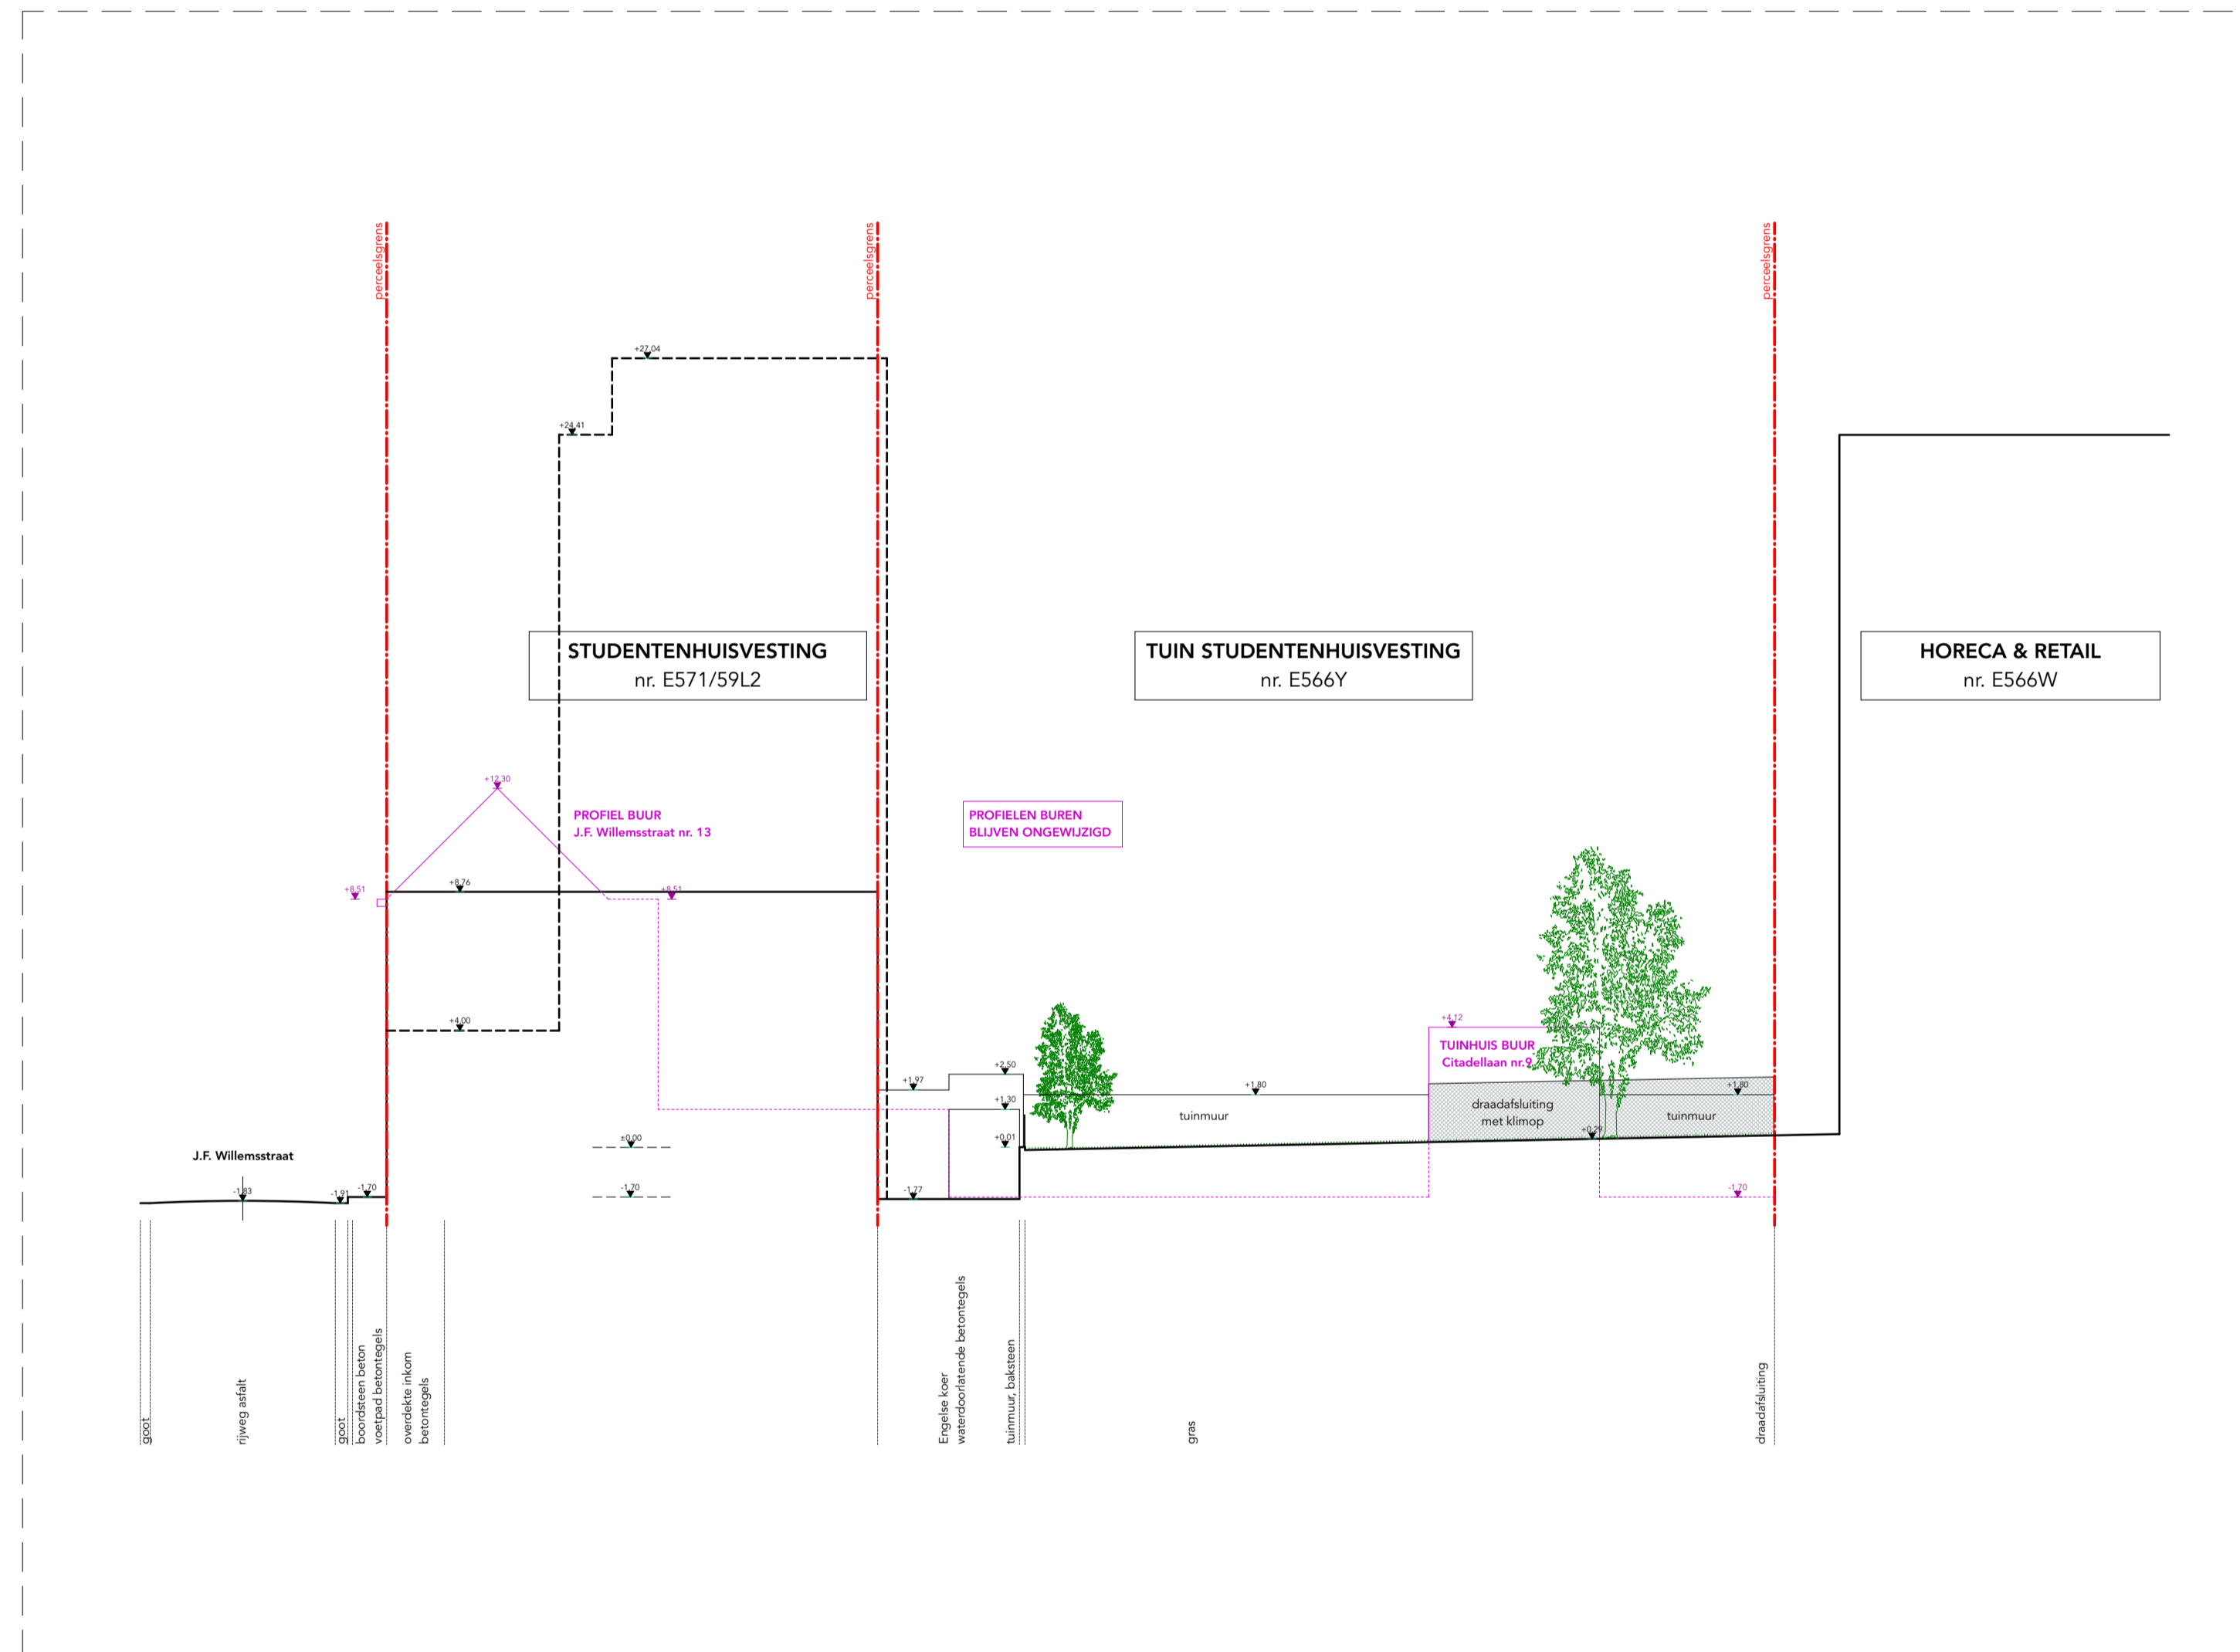 perceelsgrens
perceelsgrens
perceelsgrens
+27,04
+24,41
STUDENTENHUISVESTING
nr. E571/59L2
TUIN STUDENTENHUISVESTING
nr. E566Y
HORECA & RETAIL
nr. E566W
+12,30
PROFIEL BUUR
J.F. Willemsstraat nr. 13
PROFIELEN BUREN
BLIJVEN ONGEWIJZIGD
+8,51
+8,76
+8,51
+4,00
+4,12
TUINHUIS BUUR
Citadellaan nr.9
+2,50
+1,97
+1,80
+1,80
+1,30
tuinmuur
draadafsluiting
met klimop
tuinmuur
+0,29
±0,00
+0,01
J.F. Willemsstraat
-1,83
-1,91
-1,70
-1,70
-1,77
-1,70
goot
rijweg asfalt
goot
boordsteen beton
voetpad betontegels
overdekte inkom
betontegels
Engelse koer
waterdoorlatende betontegels
tuinmuur, baksteen
gras
draadafsluiting